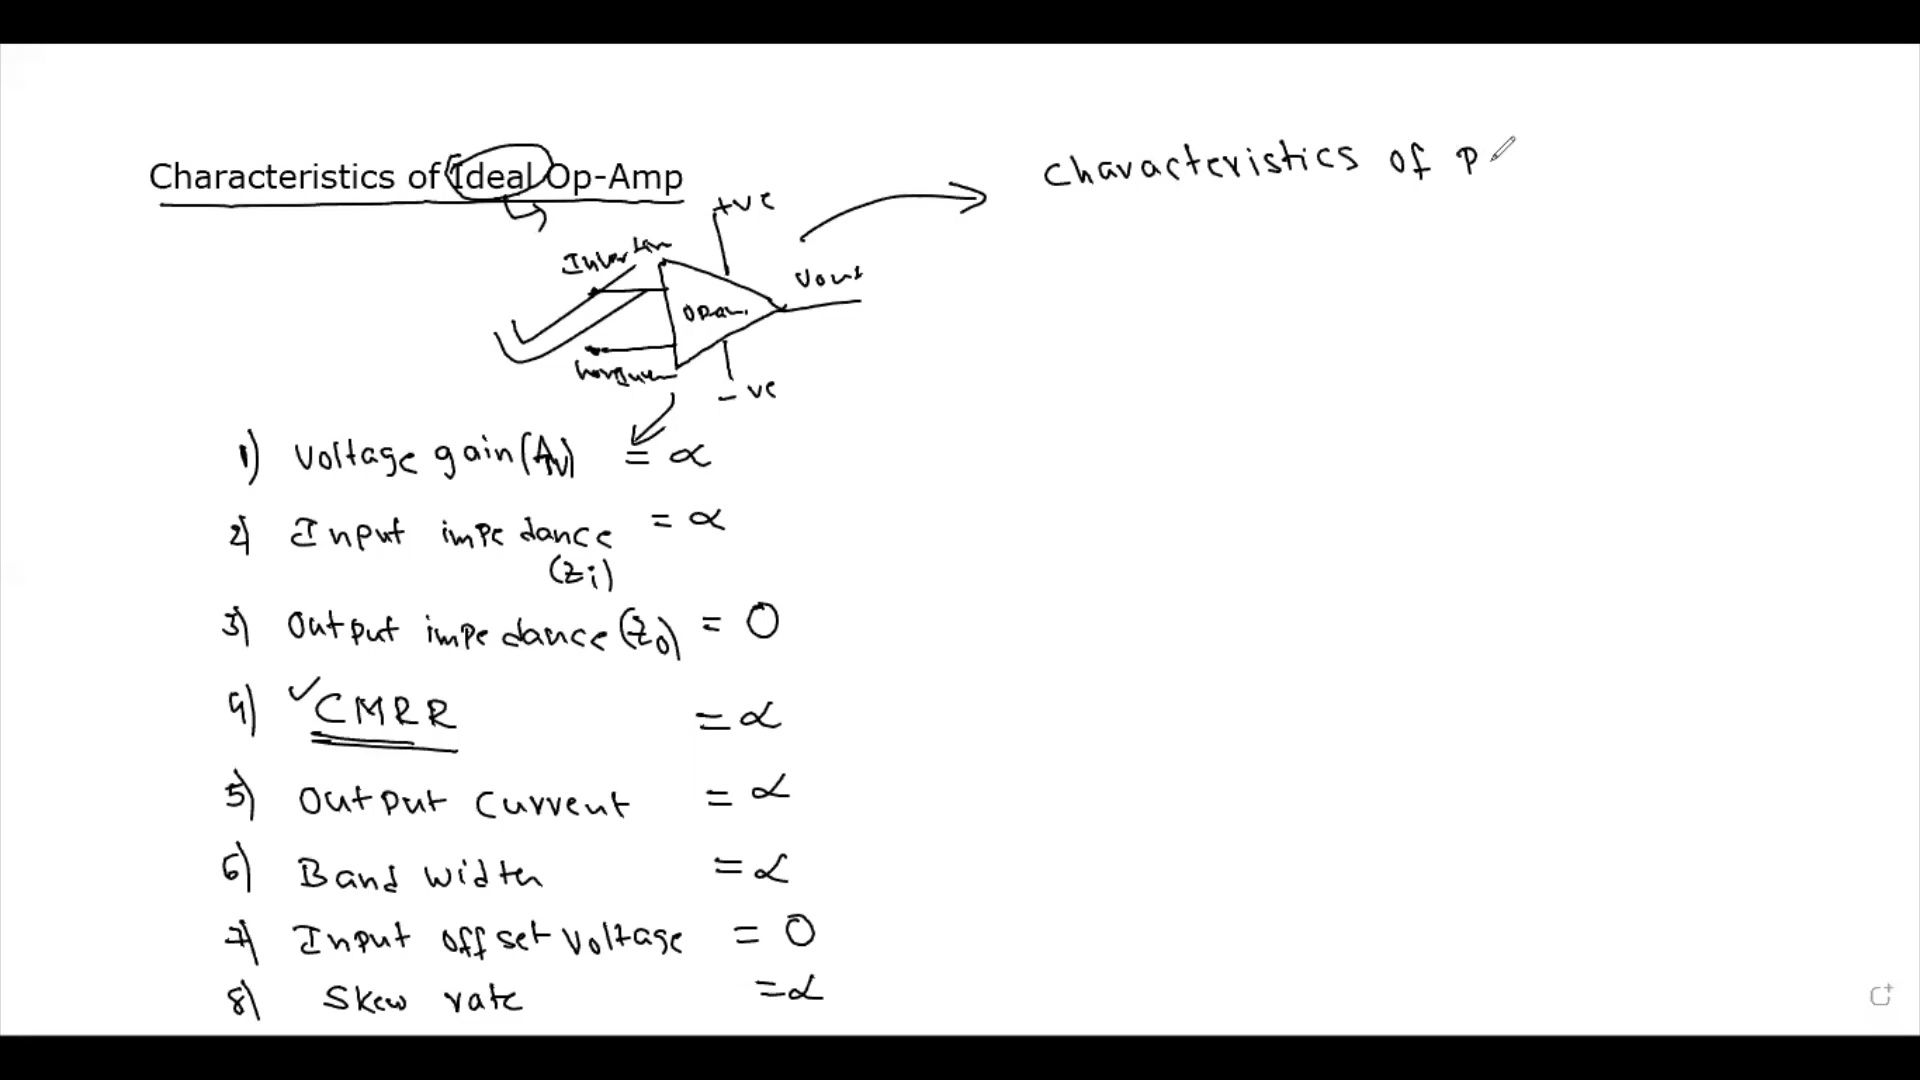 Characteristics of Ideal Op-Amp
Characteristics of P
+ve
Vout
- ve
1) Voltage gain (Av) = α
2) Input impedance = α
(Zi)
3) Output impedance (Zo) = 0
4) ✓ CMRR = α
5) Output Current = α
6) Band width = α
7) Input offset Voltage = 0
8) Skew rate = α